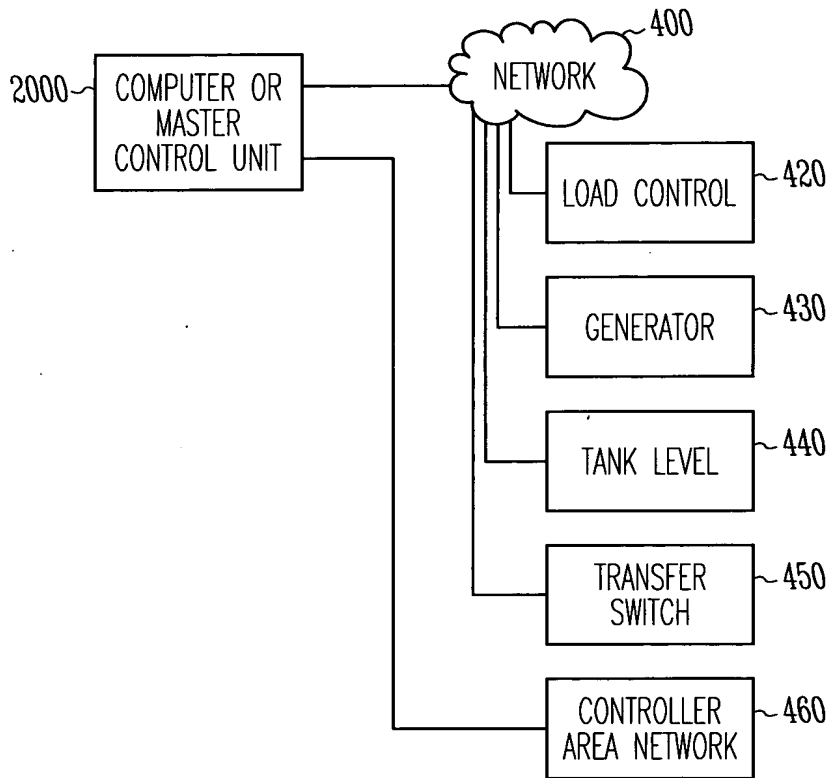 400
NETWORK
2000
COMPUTER OR
MASTER
CONTROL UNIT
LOAD CONTROL
420
GENERATOR
430
TANK LEVEL
440
TRANSFER
SWITCH
450
CONTROLLER
AREA NETWORK
460